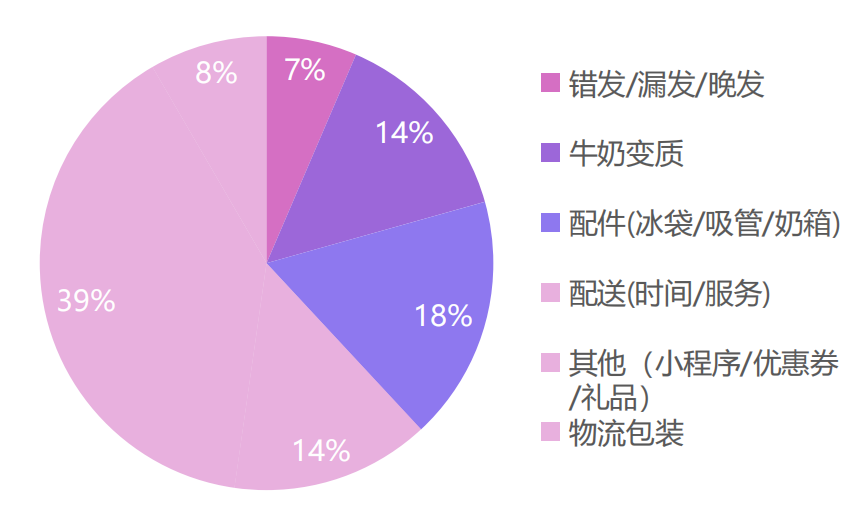 8%
7%
14%
39%
18%
14%
错发/漏发/晚发
牛奶变质
配件(冰袋/吸管/奶箱)
配送(时间/服务)
其他（小程序/优惠券
/礼品）
物流包装